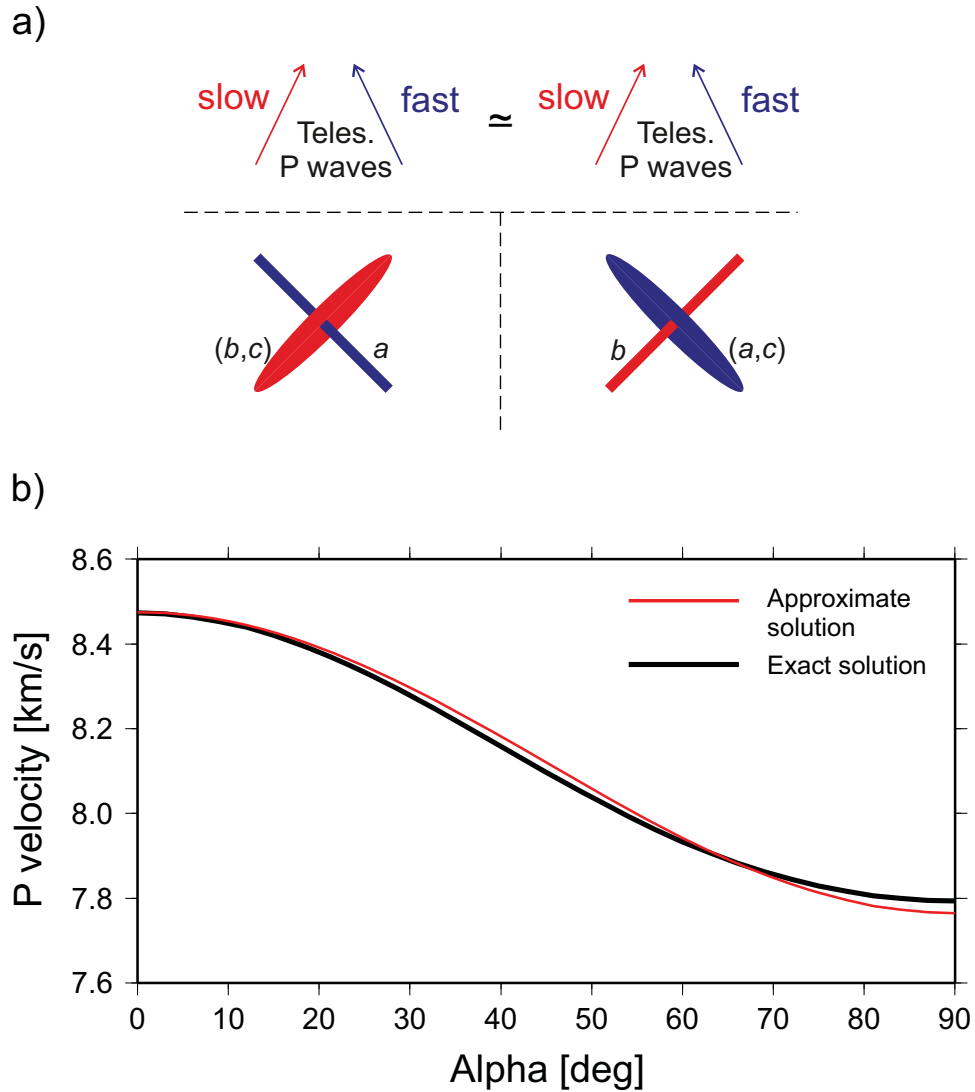 a)
slow
fast
Teles.
P waves
≃
slow
fast
Teles.
P waves
(b,c)
a
b
(a,c)
b)
8.6
8.4
8.2
8.0
7.8
7.6
P velocity [km/s]
Approximate
solution
Exact solution
0 10 20 30 40 50 60 70 80 90
Alpha [deg]